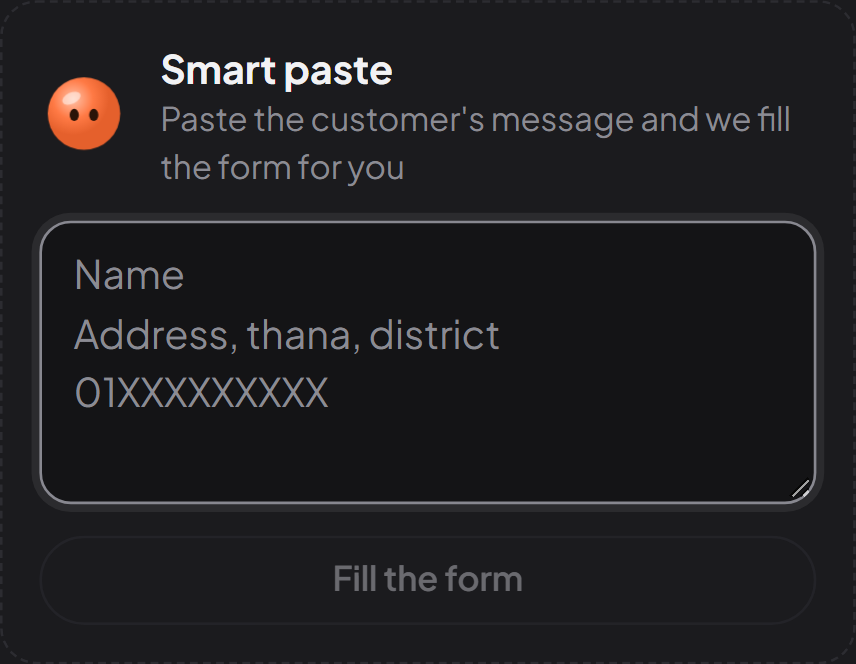 Smart paste
Paste the customer's message and we fill
the form for you
Name
Address, thana, district
01XXXXXXXXX
Fill the form